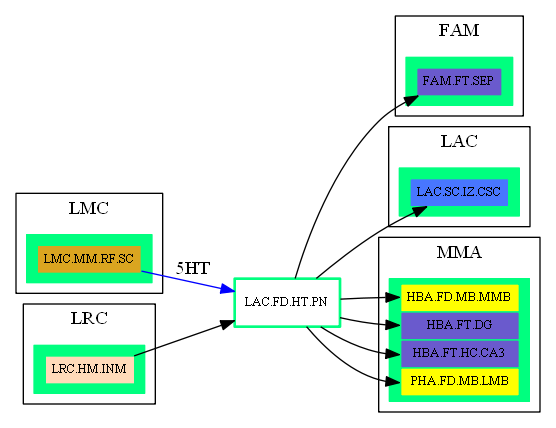 FAM
FAM.FT.SEP
LAC
LAC.SC.IZ.CSC
LMC
LMC.MM.RF.SC
5HT
LAC.FD.HT.PN
LRC
LRC.HM.INM
MMA
HBA.FD.MB.MMB
HBA.FT.DG
HBA.FT.HC.CA3
PHA.FD.MB.LMB